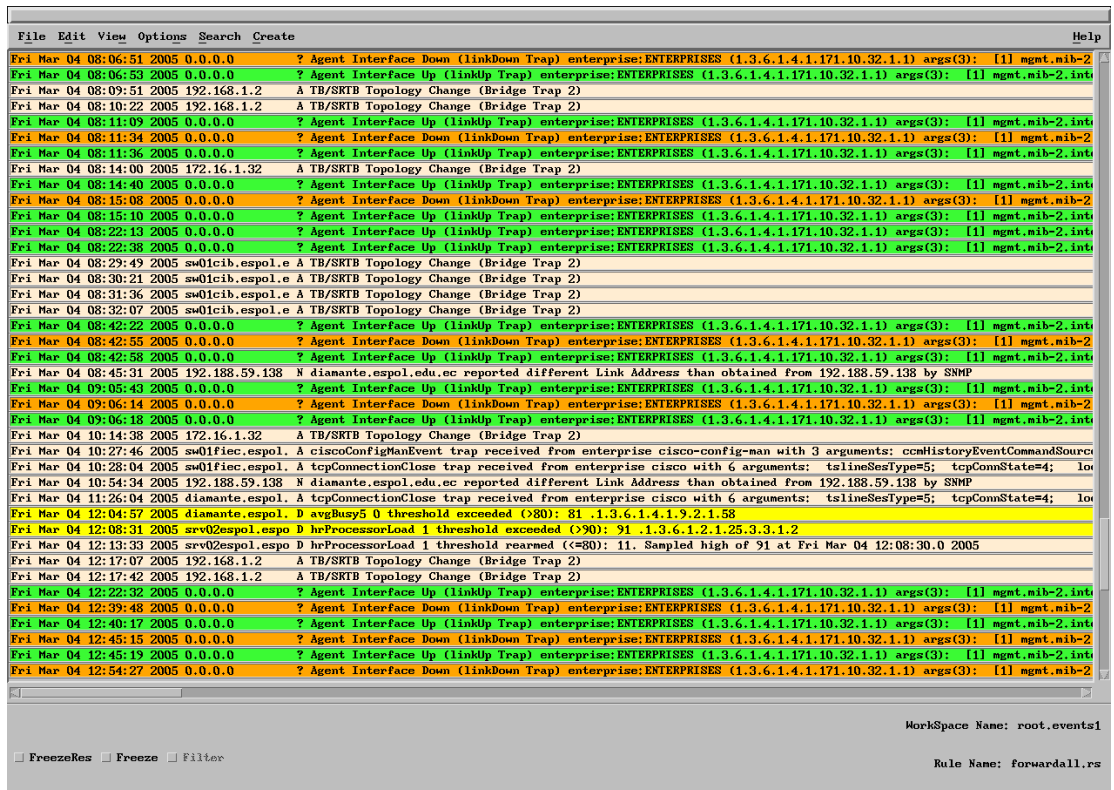 File Edit View Options Search Create Help
Fri Mar 04 08:06:51 2005 0.0.0.0 ? Agent Interface Down (linkDown Trap) enterprise:ENTERPRISES (1.3.6.1.4.1.171.10.32.1.1) args(3): [1] mgmt.mib-2
Fri Mar 04 08:06:53 2005 0.0.0.0 ? Agent Interface Up (linkUp Trap) enterprise:ENTERPRISES (1.3.6.1.4.1.171.10.32.1.1) args(3): [1] mgmt.mib-2.inte
Fri Mar 04 08:09:51 2005 192.168.1.2 A TB/SRTB Topology Change (Bridge Trap 2)
Fri Mar 04 08:10:22 2005 192.168.1.2 A TB/SRTB Topology Change (Bridge Trap 2)
Fri Mar 04 08:11:09 2005 0.0.0.0 ? Agent Interface Up (linkUp Trap) enterprise:ENTERPRISES (1.3.6.1.4.1.171.10.32.1.1) args(3): [1] mgmt.mib-2.inte
Fri Mar 04 08:11:34 2005 0.0.0.0 ? Agent Interface Down (linkDown Trap) enterprise:ENTERPRISES (1.3.6.1.4.1.171.10.32.1.1) args(3): [1] mgmt.mib-2
Fri Mar 04 08:11:36 2005 0.0.0.0 ? Agent Interface Up (linkUp Trap) enterprise:ENTERPRISES (1.3.6.1.4.1.171.10.32.1.1) args(3): [1] mgmt.mib-2.inte
Fri Mar 04 08:14:00 2005 172.16.1.32 A TB/SRTB Topology Change (Bridge Trap 2)
Fri Mar 04 08:14:40 2005 0.0.0.0 ? Agent Interface Up (linkUp Trap) enterprise:ENTERPRISES (1.3.6.1.4.1.171.10.32.1.1) args(3): [1] mgmt.mib-2.inte
Fri Mar 04 08:15:08 2005 0.0.0.0 ? Agent Interface Down (linkDown Trap) enterprise:ENTERPRISES (1.3.6.1.4.1.171.10.32.1.1) args(3): [1] mgmt.mib-2
Fri Mar 04 08:15:10 2005 0.0.0.0 ? Agent Interface Up (linkUp Trap) enterprise:ENTERPRISES (1.3.6.1.4.1.171.10.32.1.1) args(3): [1] mgmt.mib-2.inte
Fri Mar 04 08:22:13 2005 0.0.0.0 ? Agent Interface Up (linkUp Trap) enterprise:ENTERPRISES (1.3.6.1.4.1.171.10.32.1.1) args(3): [1] mgmt.mib-2.inte
Fri Mar 04 08:22:38 2005 0.0.0.0 ? Agent Interface Up (linkUp Trap) enterprise:ENTERPRISES (1.3.6.1.4.1.171.10.32.1.1) args(3): [1] mgmt.mib-2.inte
Fri Mar 04 08:29:49 2005 sw01cib.espol.e A TB/SRTB Topology Change (Bridge Trap 2)
Fri Mar 04 08:30:21 2005 sw01cib.espol.e A TB/SRTB Topology Change (Bridge Trap 2)
Fri Mar 04 08:31:36 2005 sw01cib.espol.e A TB/SRTB Topology Change (Bridge Trap 2)
Fri Mar 04 08:32:07 2005 sw01cib.espol.e A TB/SRTB Topology Change (Bridge Trap 2)
Fri Mar 04 08:42:22 2005 0.0.0.0 ? Agent Interface Up (linkUp Trap) enterprise:ENTERPRISES (1.3.6.1.4.1.171.10.32.1.1) args(3): [1] mgmt.mib-2.inte
Fri Mar 04 08:42:55 2005 0.0.0.0 ? Agent Interface Down (linkDown Trap) enterprise:ENTERPRISES (1.3.6.1.4.1.171.10.32.1.1) args(3): [1] mgmt.mib-2
Fri Mar 04 08:42:58 2005 0.0.0.0 ? Agent Interface Up (linkUp Trap) enterprise:ENTERPRISES (1.3.6.1.4.1.171.10.32.1.1) args(3): [1] mgmt.mib-2.inte
Fri Mar 04 08:45:31 2005 192.188.59.138 N diamante.espol.edu.ec reported different Link Address than obtained from 192.188.59.138 by SNMP
Fri Mar 04 09:05:43 2005 0.0.0.0 ? Agent Interface Up (linkUp Trap) enterprise:ENTERPRISES (1.3.6.1.4.1.171.10.32.1.1) args(3): [1] mgmt.mib-2.inte
Fri Mar 04 09:06:14 2005 0.0.0.0 ? Agent Interface Down (linkDown Trap) enterprise:ENTERPRISES (1.3.6.1.4.1.171.10.32.1.1) args(3): [1] mgmt.mib-2
Fri Mar 04 09:06:18 2005 0.0.0.0 ? Agent Interface Up (linkUp Trap) enterprise:ENTERPRISES (1.3.6.1.4.1.171.10.32.1.1) args(3): [1] mgmt.mib-2.inte
Fri Mar 04 10:14:38 2005 172.16.1.32 A TB/SRTB Topology Change (Bridge Trap 2)
Fri Mar 04 10:27:46 2005 sw01fiec.espol. A ciscoConfigManEvent trap received from enterprise cisco-config-man with 3 arguments: ccmHistoryEventCommandSource
Fri Mar 04 10:28:04 2005 sw01fiec.espol. A tcpConnectionClose trap received from enterprise cisco with 6 arguments: tslineSesType=5; tcpConnState=4; loc
Fri Mar 04 10:54:34 2005 192.188.59.138 N diamante.espol.edu.ec reported different Link Address than obtained from 192.188.59.138 by SNMP
Fri Mar 04 11:26:04 2005 diamante.espol. A tcpConnectionClose trap received from enterprise cisco with 6 arguments: tslineSesType=5; tcpConnState=4; loc
Fri Mar 04 12:04:57 2005 diamante.espol. D avgBusy5 0 threshold exceeded (>80): 81 .1.3.6.1.4.1.9.2.1.58
Fri Mar 04 12:08:31 2005 srv02espol.espo D hrProcessorLoad 1 threshold exceeded (>90): 91 .1.3.6.1.2.1.25.3.3.1.2
Fri Mar 04 12:13:33 2005 srv02espol.espo D hrProcessorLoad 1 threshold rearmed (<=80): 11. Sampled high of 91 at Fri Mar 04 12:08:30.0 2005
Fri Mar 04 12:17:07 2005 192.168.1.2 A TB/SRTB Topology Change (Bridge Trap 2)
Fri Mar 04 12:17:42 2005 192.168.1.2 A TB/SRTB Topology Change (Bridge Trap 2)
Fri Mar 04 12:22:32 2005 0.0.0.0 ? Agent Interface Up (linkUp Trap) enterprise:ENTERPRISES (1.3.6.1.4.1.171.10.32.1.1) args(3): [1] mgmt.mib-2.inte
Fri Mar 04 12:39:48 2005 0.0.0.0 ? Agent Interface Down (linkDown Trap) enterprise:ENTERPRISES (1.3.6.1.4.1.171.10.32.1.1) args(3): [1] mgmt.mib-2
Fri Mar 04 12:40:17 2005 0.0.0.0 ? Agent Interface Up (linkUp Trap) enterprise:ENTERPRISES (1.3.6.1.4.1.171.10.32.1.1) args(3): [1] mgmt.mib-2.inte
Fri Mar 04 12:45:15 2005 0.0.0.0 ? Agent Interface Down (linkDown Trap) enterprise:ENTERPRISES (1.3.6.1.4.1.171.10.32.1.1) args(3): [1] mgmt.mib-2
Fri Mar 04 12:45:19 2005 0.0.0.0 ? Agent Interface Up (linkUp Trap) enterprise:ENTERPRISES (1.3.6.1.4.1.171.10.32.1.1) args(3): [1] mgmt.mib-2.inte
Fri Mar 04 12:54:27 2005 0.0.0.0 ? Agent Interface Down (linkDown Trap) enterprise:ENTERPRISES (1.3.6.1.4.1.171.10.32.1.1) args(3): [1] mgmt.mib-2
WorkSpace Name: root.events1
FreezeRes Freeze Filter
Rule Name: forwardall.rs